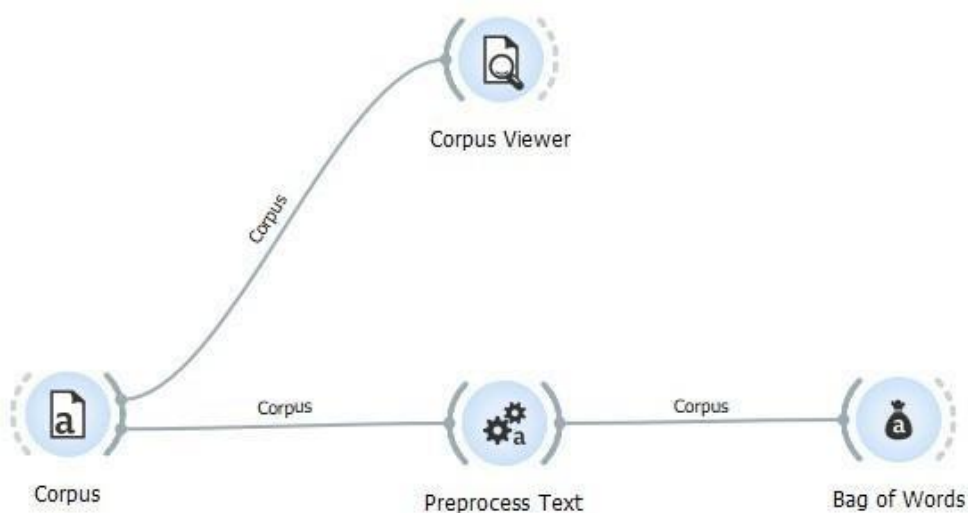 Corpus Viewer
Corpus
a
Corpus
Corpus
a
a
Corpus
Preprocess Text
Bag of Words